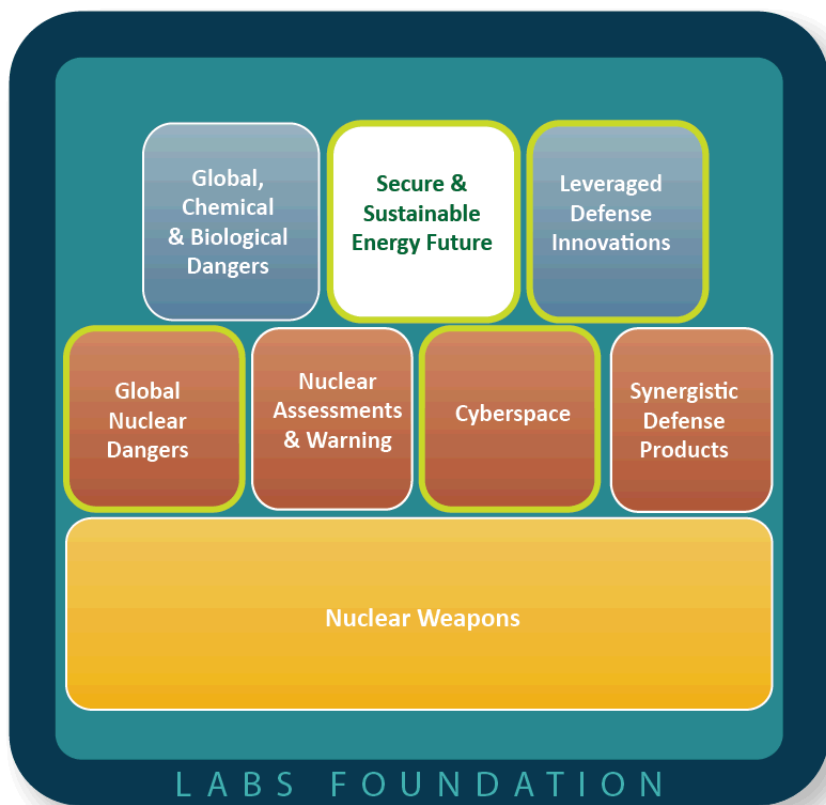 Global,
Chemical
& Biological
Dangers
Secure &
Sustainable
Energy Future
Leveraged
Defense
Innovations
Global
Nuclear
Dangers
Nuclear
Assessments
& Warning
Cyberspace
Synergistic
Defense
Products
Nuclear Weapons
LABS FOUNDATION